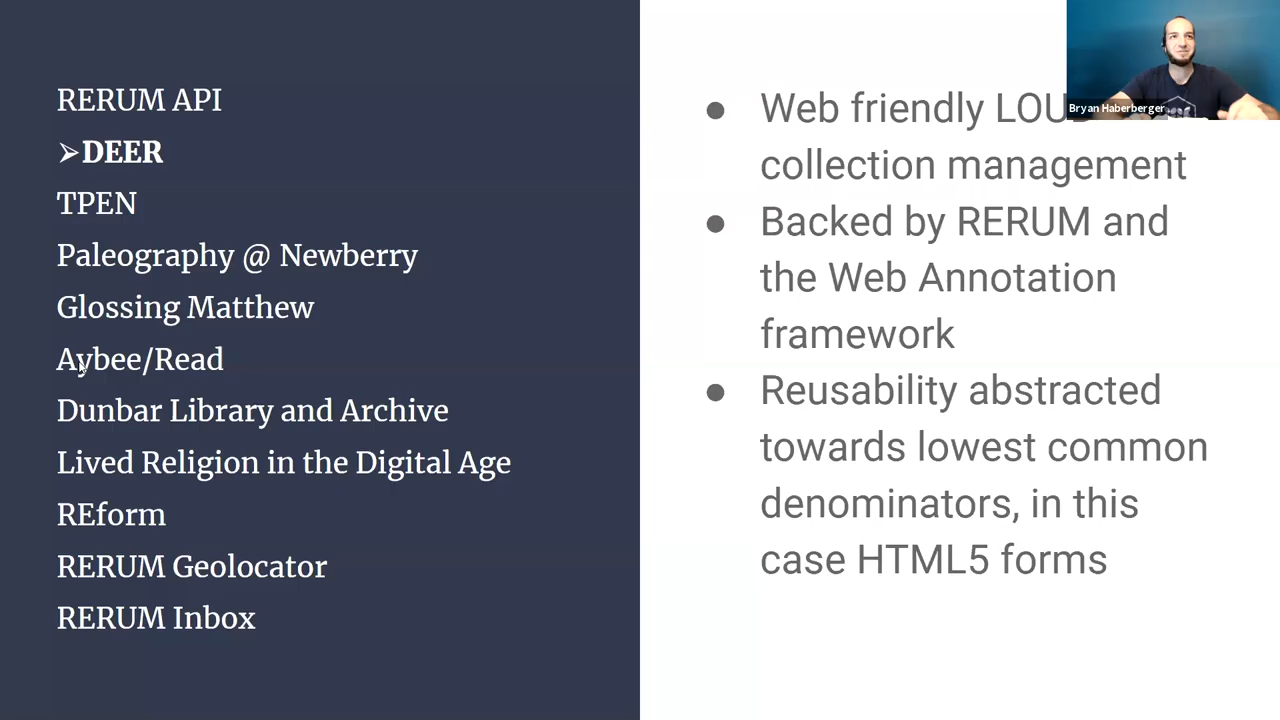 RERUM API
➢DEER
TPEN
Paleography @ Newberry
Glossing Matthew
Aybee/Read
Dunbar Library and Archive
Lived Religion in the Digital Age
REform
RERUM Geolocator
RERUM Inbox
● Web friendly LOUD
collection management
● Backed by RERUM and
the Web Annotation
framework
● Reusability abstracted
towards lowest common
denominators, in this
case HTML5 forms
Bryan Haberberger